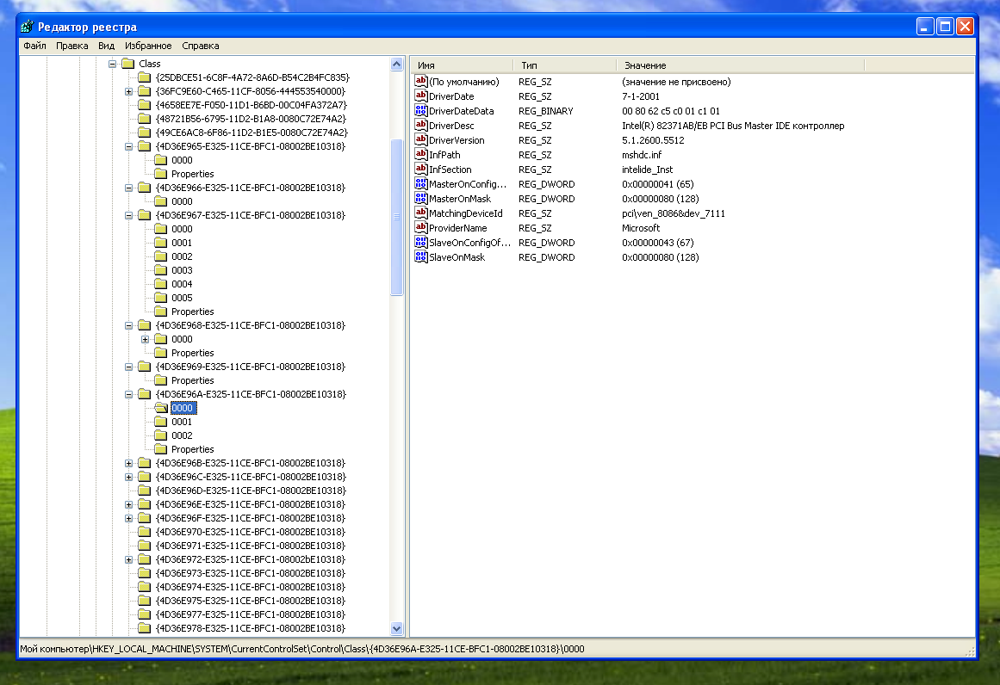 Редактор реестра
Файл Правка Вид Избранное Справка
Class
{25DBCE51-6C8F-4A72-8A6D-B54C2B4FC835}
{36FC9E60-C465-11CF-8056-444553540000}
{4658EE7E-F050-11D1-B6BD-00C04FA372A7}
{48721B56-6795-11D2-B1A8-0080C72E74A2}
{49CE6AC8-6F86-11D2-B1E5-0080C72E74A2}
{4D36E965-E325-11CE-BFC1-08002BE10318}
0000
Properties
{4D36E966-E325-11CE-BFC1-08002BE10318}
0000
{4D36E967-E325-11CE-BFC1-08002BE10318}
0000
0001
0002
0003
0004
0005
Properties
{4D36E968-E325-11CE-BFC1-08002BE10318}
0000
Properties
{4D36E969-E325-11CE-BFC1-08002BE10318}
Properties
{4D36E96A-E325-11CE-BFC1-08002BE10318}
0000
0001
0002
Properties
{4D36E96B-E325-11CE-BFC1-08002BE10318}
{4D36E96C-E325-11CE-BFC1-08002BE10318}
{4D36E96D-E325-11CE-BFC1-08002BE10318}
{4D36E96E-E325-11CE-BFC1-08002BE10318}
{4D36E96F-E325-11CE-BFC1-08002BE10318}
{4D36E970-E325-11CE-BFC1-08002BE10318}
{4D36E971-E325-11CE-BFC1-08002BE10318}
{4D36E972-E325-11CE-BFC1-08002bE10318}
{4D36E973-E325-11CE-BFC1-08002BE10318}
{4D36E974-E325-11CE-BFC1-08002BE10318}
{4D36E975-E325-11CE-BFC1-08002BE10318}
{4D36E977-E325-11CE-BFC1-08002BE10318}
{4D36E978-E325-11CE-BFC1-08002BE10318}
Имя Тип Значение
(По умолчанию) REG_SZ (значение не присвоено)
DriverDate REG_SZ 7-1-2001
DriverDateData REG_BINARY 00 80 62 c5 c0 01 c1 01
DriverDesc REG_SZ Intel(R) 82371AB/EB PCI Bus Master IDE контроллер
DriverVersion REG_SZ 5.1.2600.5512
InfPath REG_SZ mshdc.inf
InfSection REG_SZ intelide_Inst
MasterOnConfig... REG_DWORD 0x00000041 (65)
MasterOnMask REG_DWORD 0x00000080 (128)
MatchingDeviceId REG_SZ pci\ven_8086&dev_7111
ProviderName REG_SZ Microsoft
SlaveOnConfigOf... REG_DWORD 0x00000043 (67)
SlaveOnMask REG_DWORD 0x00000080 (128)
Мой компьютер\HKEY_LOCAL_MACHINE\SYSTEM\CurrentControlSet\Control\Class\{4D36E96A-E325-11CE-BFC1-08002BE10318}\0000